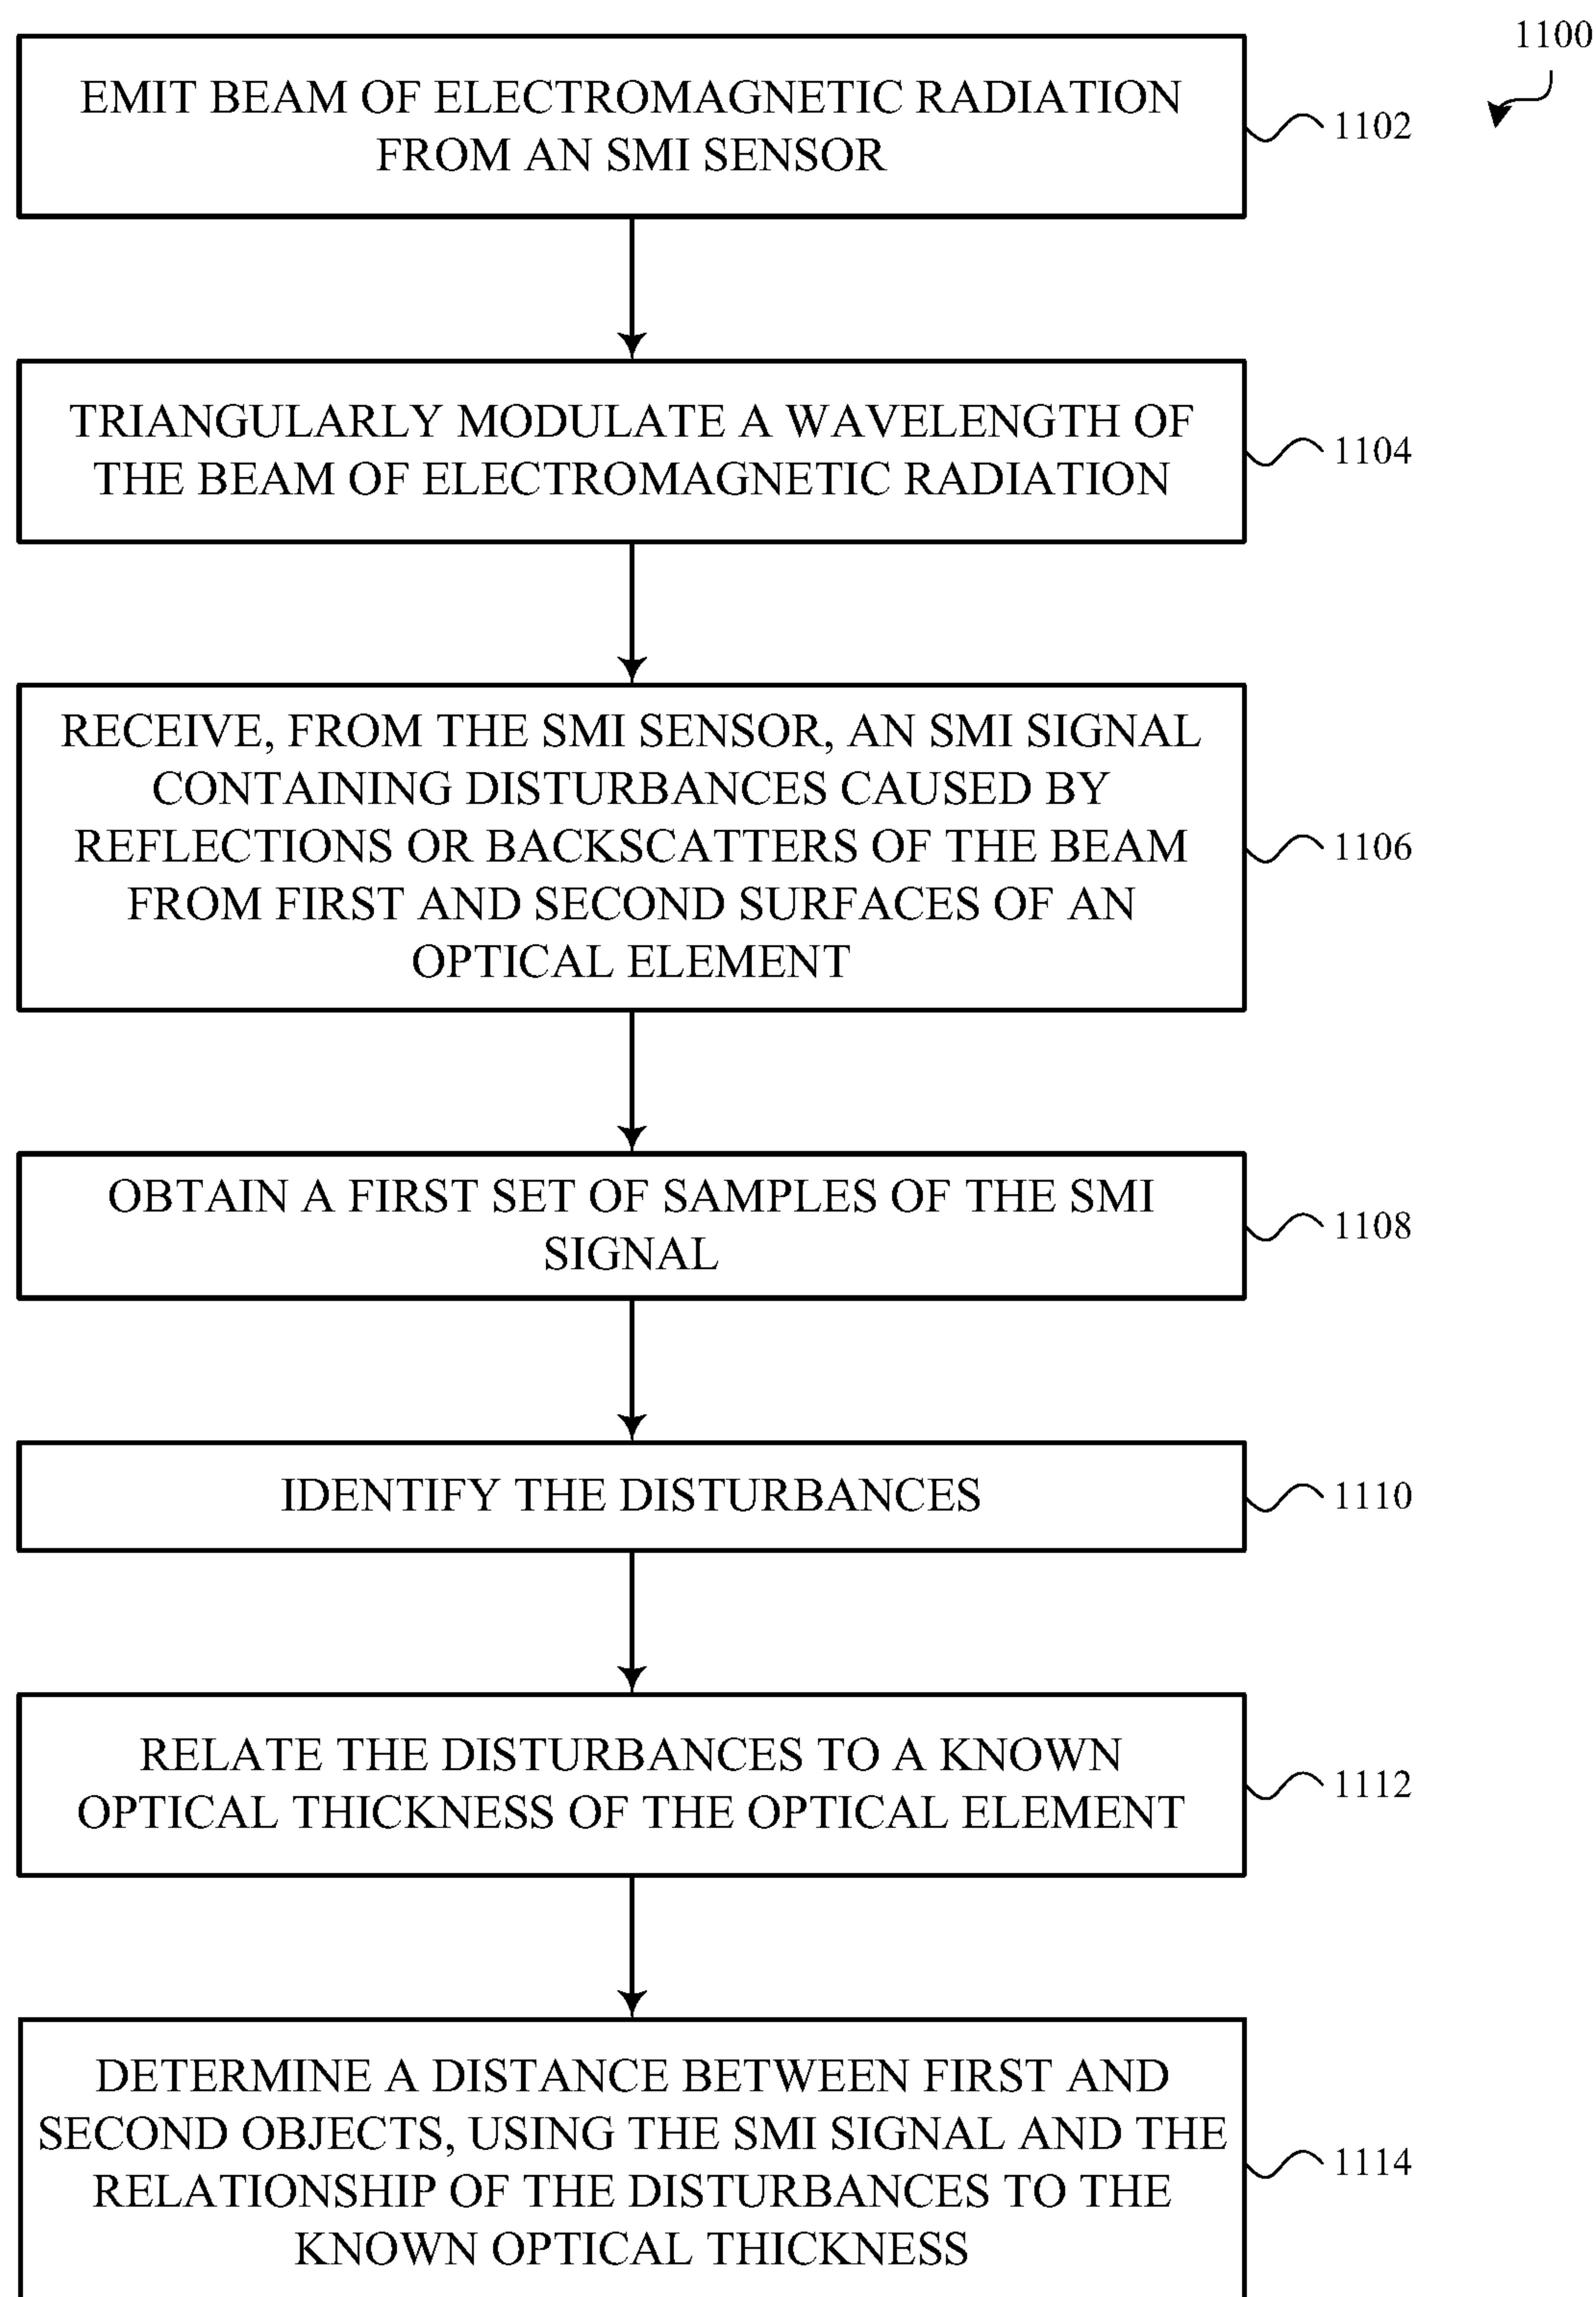 1100
EMIT BEAM OF ELECTROMAGNETIC RADIATION
FROM AN SMI SENSOR
1102
TRIANGULARLY MODULATE A WAVELENGTH OF
THE BEAM OF ELECTROMAGNETIC RADIATION
1104
RECEIVE, FROM THE SMI SENSOR, AN SMI SIGNAL
CONTAINING DISTURBANCES CAUSED BY
REFLECTIONS OR BACKSCATTERS OF THE BEAM
FROM FIRST AND SECOND SURFACES OF AN
OPTICAL ELEMENT
1106
OBTAIN A FIRST SET OF SAMPLES OF THE SMI
SIGNAL
1108
IDENTIFY THE DISTURBANCES
1110
RELATE THE DISTURBANCES TO A KNOWN
OPTICAL THICKNESS OF THE OPTICAL ELEMENT
1112
DETERMINE A DISTANCE BETWEEN FIRST AND
SECOND OBJECTS, USING THE SMI SIGNAL AND THE
RELATIONSHIP OF THE DISTURBANCES TO THE
KNOWN OPTICAL THICKNESS
1114